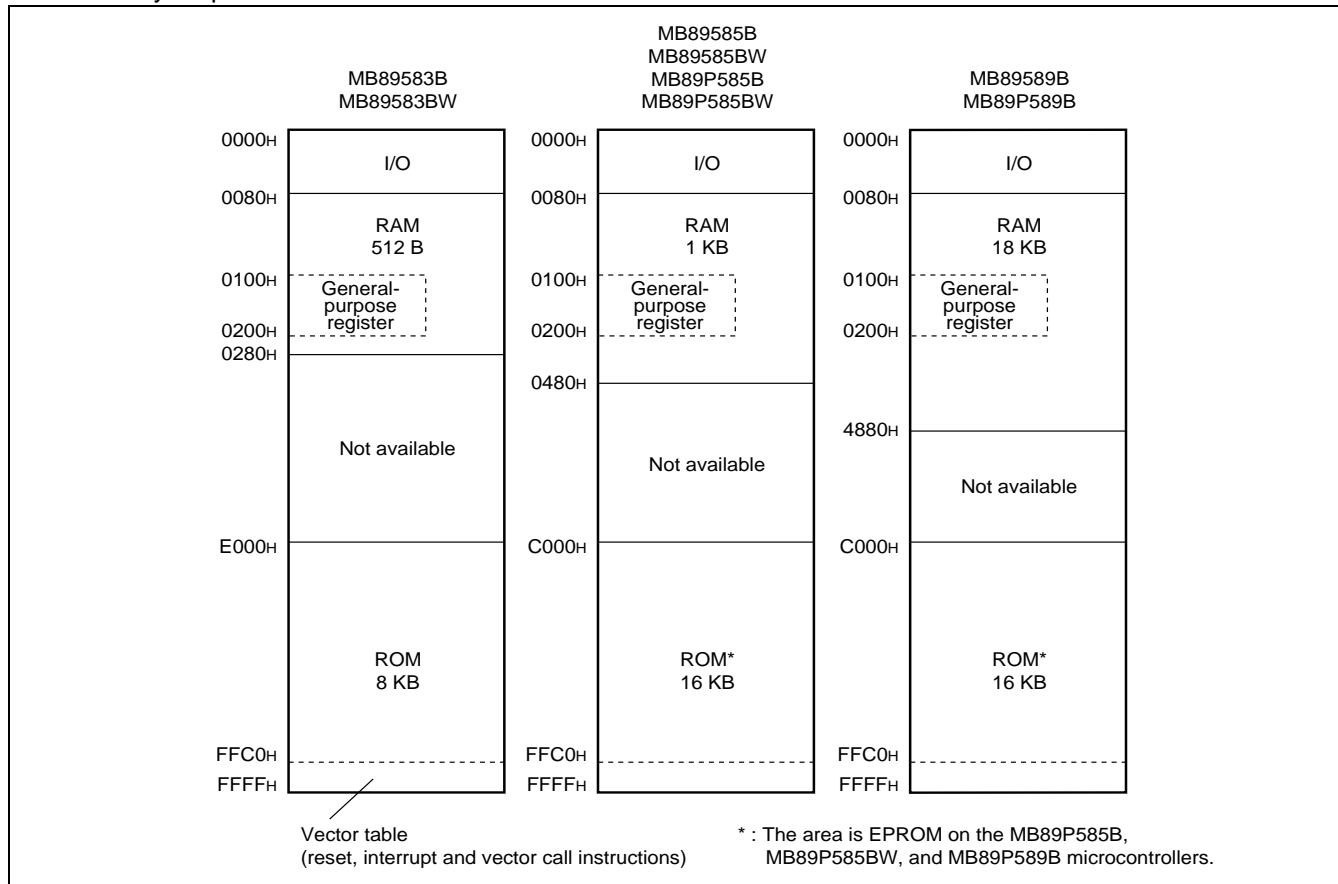 MB89583B
MB89583BW
0000H
I/O
0080H
RAM
512 B
0100H
General-
purpose
register
0200H
0280H
Not available
E000H
ROM
8 KB
FFC0H
FFFFH
Vector table
(reset, interrupt and vector call instructions)
MB89585B
MB89585BW
MB89P585B
MB89P585BW
0000H
I/O
0080H
RAM
1 KB
0100H
General-
purpose
register
0200H
0480H
Not available
C000H
ROM*
16 KB
FFC0H
FFFFH
MB89589B
MB89P589B
0000H
I/O
0080H
RAM
18 KB
0100H
General-
purpose
register
0200H
4880H
Not available
C000H
ROM*
16 KB
FFC0H
FFFFH
* : The area is EPROM on the MB89P585B,
MB89P585BW, and MB89P589B microcontrollers.